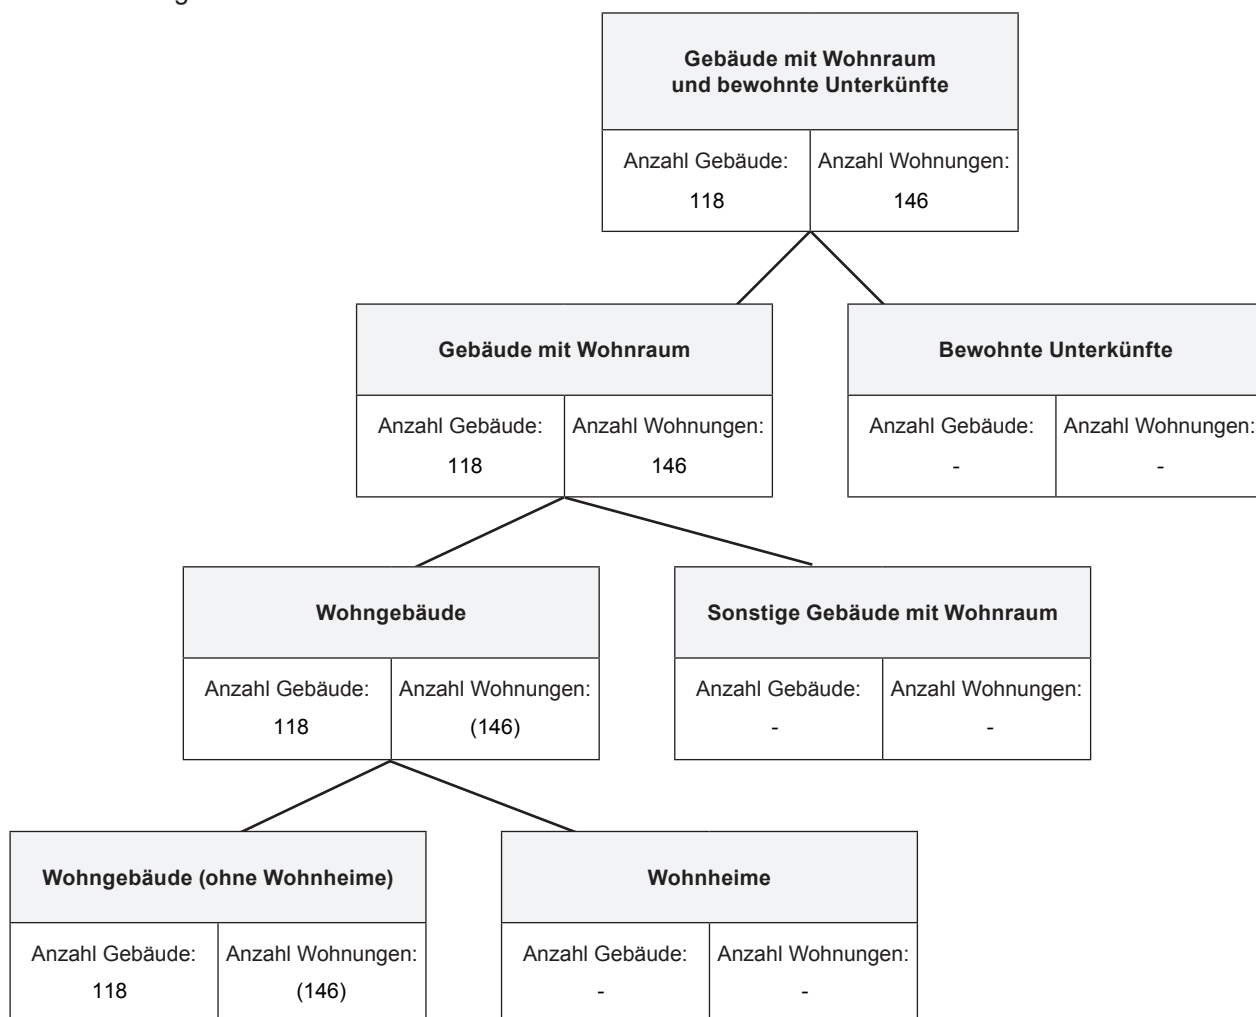 Gebäude mit Wohnraum
und bewohnte Unterkünfte
Anzahl Gebäude: Anzahl Wohnungen:
118 146
Gebäude mit Wohnraum
Anzahl Gebäude: Anzahl Wohnungen:
118 146
Bewohnte Unterkünfte
Anzahl Gebäude: Anzahl Wohnungen:
- -
Wohngebäude
Anzahl Gebäude: Anzahl Wohnungen:
118 (146)
Sonstige Gebäude mit Wohnraum
Anzahl Gebäude: Anzahl Wohnungen:
- -
Wohngebäude (ohne Wohnheime)
Anzahl Gebäude: Anzahl Wohnungen:
118 (146)
Wohnheime
Anzahl Gebäude: Anzahl Wohnungen:
- -